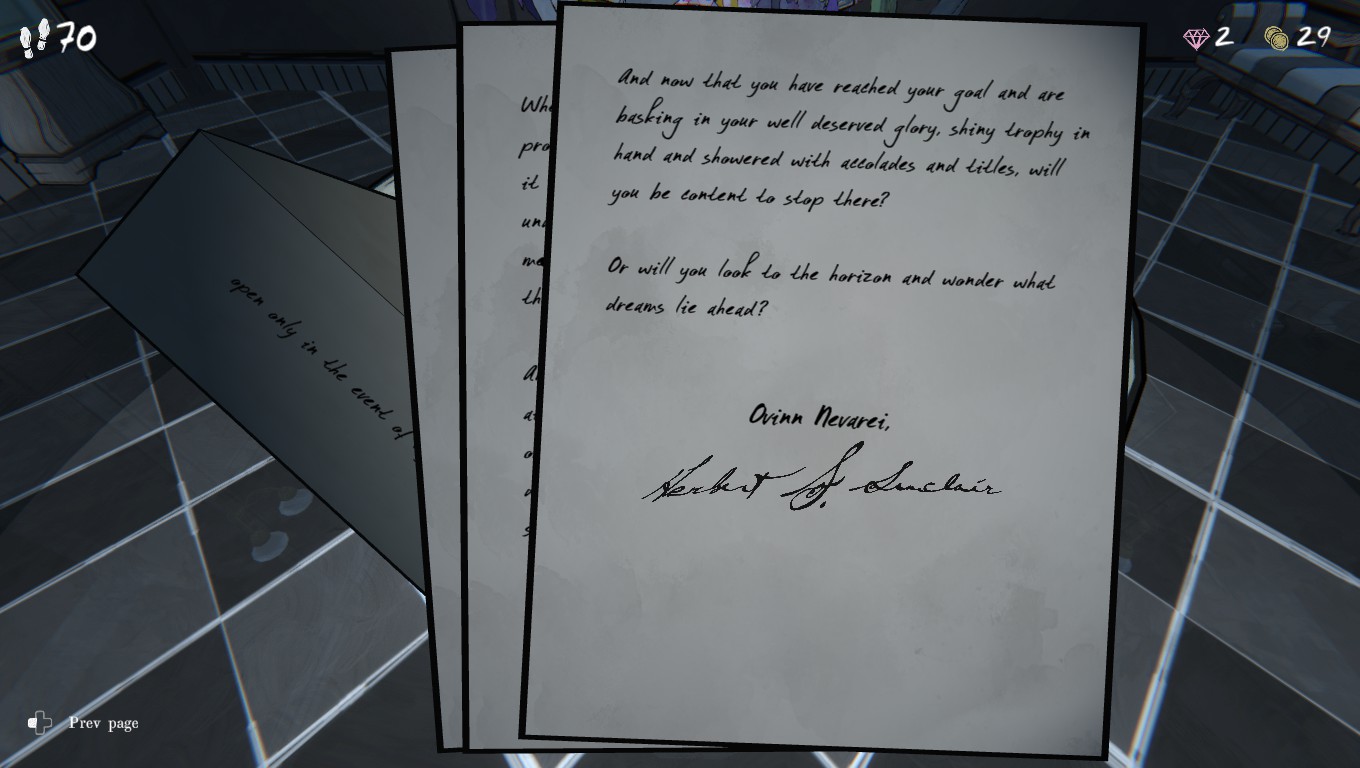 70
2
29
And now that you have reached your goal and are
basking in your well deserved glory, shiny trophy in
hand and showered with accolades and titles, will
you be content to stop there?
Or will you look to the horizon and wonder what
dreams lie ahead?
Ovinn Nevarei,
Herbert S. Sinclair
open only in the event of
it
Prev page